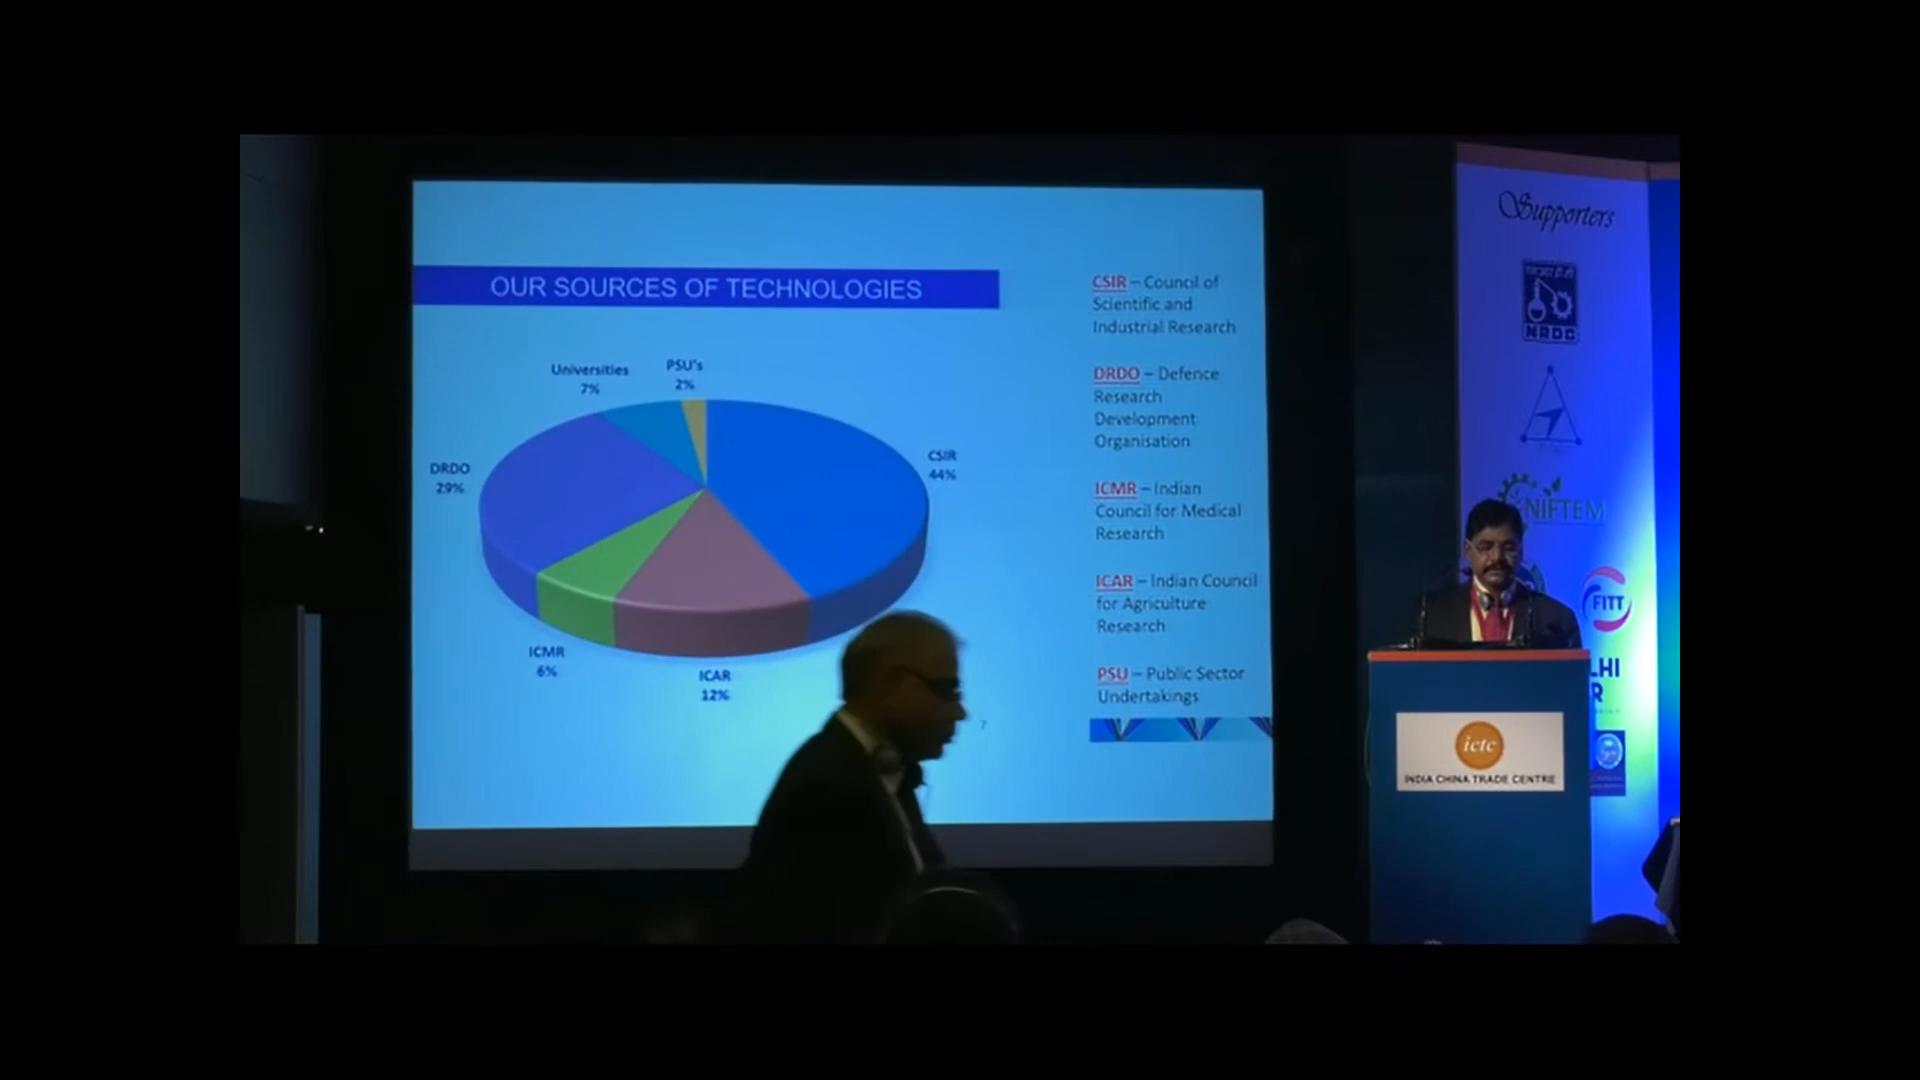 OUR SOURCES OF TECHNOLOGIES
Universities
7%
PSU's
2%
CSIR
44%
DRDO
29%
ICMR
6%
ICAR
12%
7
CSIR – Council of
Scientific and
Industrial Research
DRDO – Defence
Research
Development
Organisation
ICMR – Indian
Council for Medical
Research
ICAR – Indian Council
for Agriculture
Research
PSU – Public Sector
Undertakings
Supporters
NRDC
NIFTEM
FITT
LHI
R
ictc
INDIA CHINA TRADE CENTRE